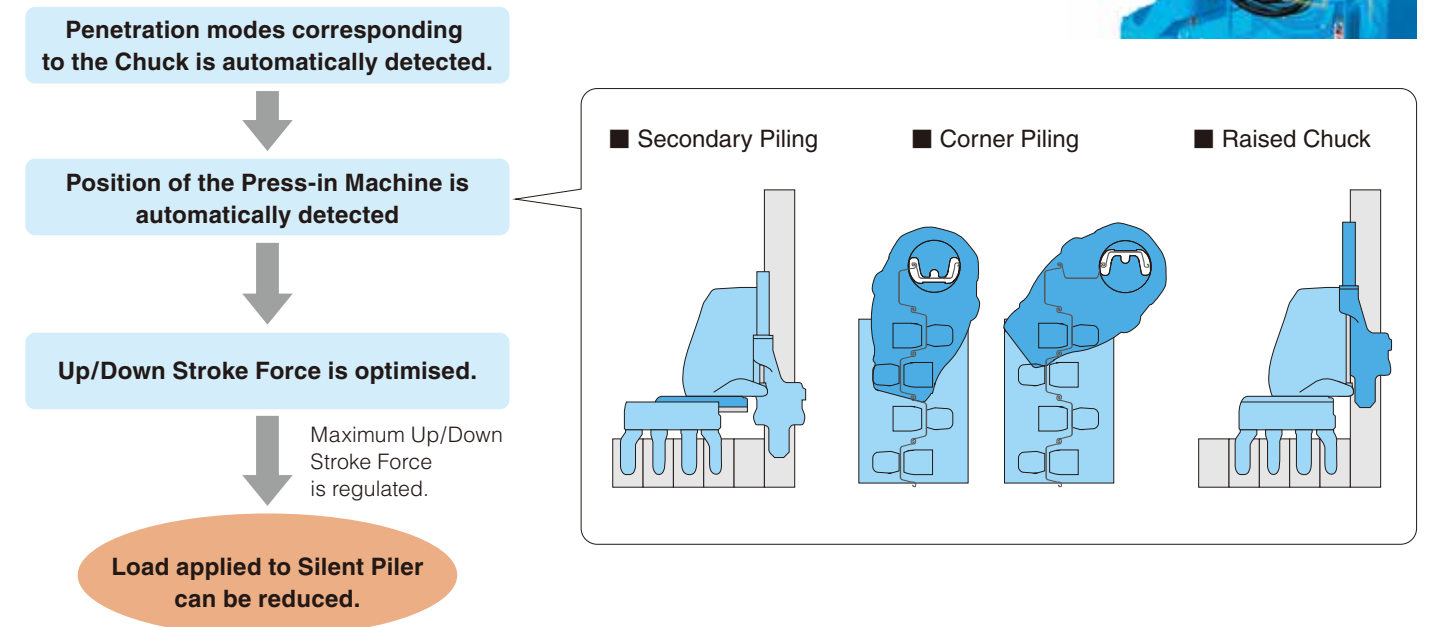 Penetration modes corresponding
to the Chuck is automatically detected.
Position of the Press-in Machine is
automatically detected
Up/Down Stroke Force is optimised.
Maximum Up/Down
Stroke Force
is regulated.
Load applied to Silent Piler
can be reduced.
■ Secondary Piling
■ Corner Piling
■ Raised Chuck